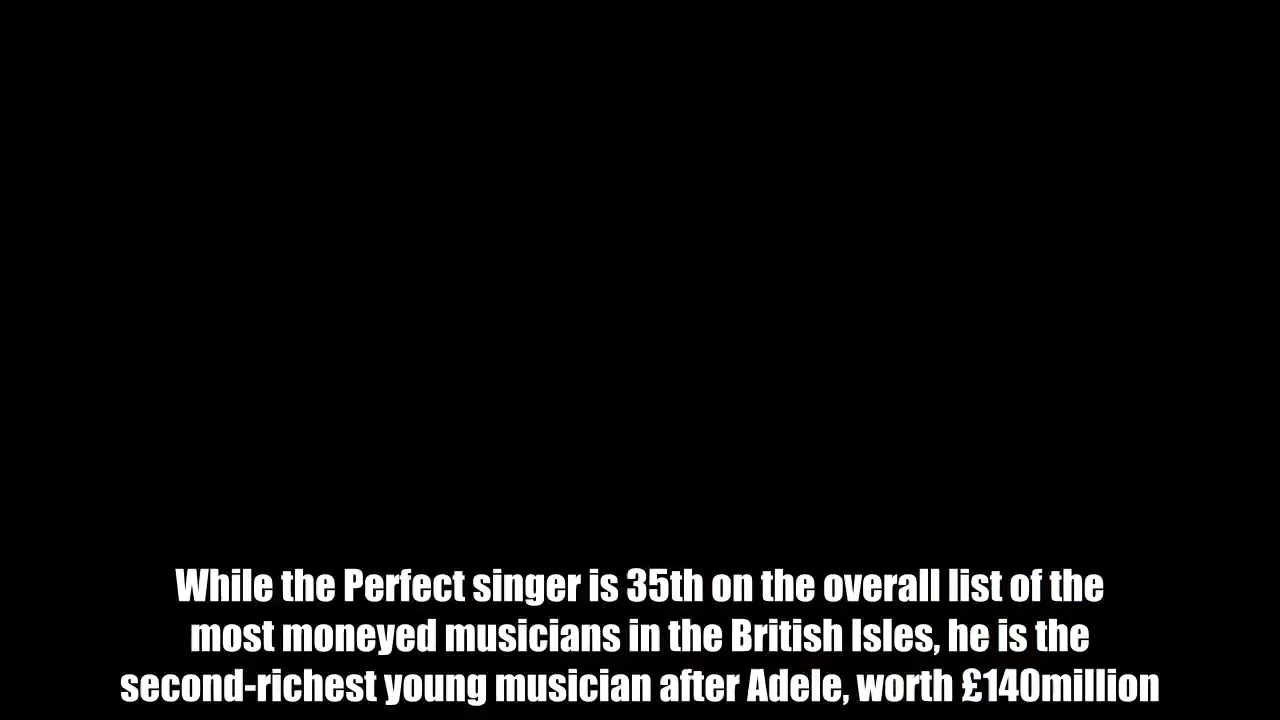 While the Perfect singer is 35th on the overall list of the
most moneyed musicians in the British Isles, he is the
second-richest young musician after Adele, worth £140million